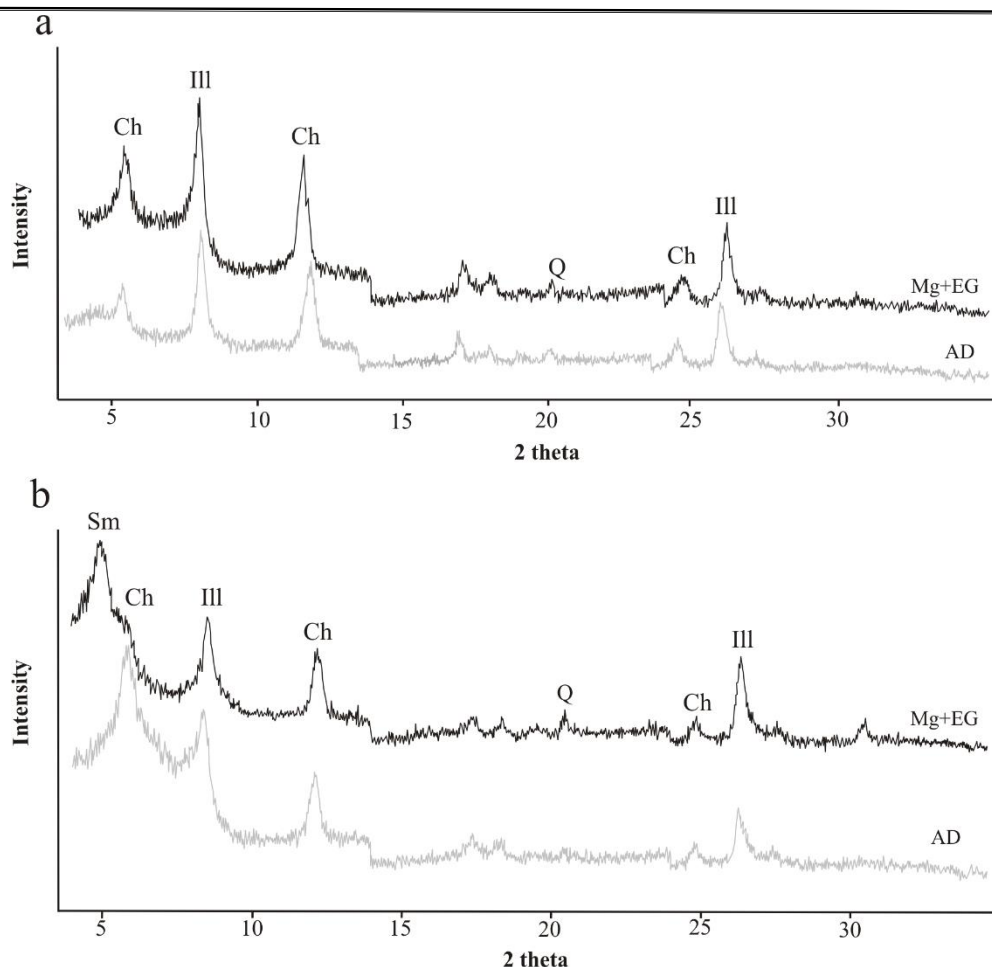 a
Ill
Ch
Ch
Ill
Ch
Q
Mg+EG
AD
Intensity
5 10 15 20 25 30
2 theta
b
Sm
Ch
Ill
Ch
Ill
Q
Ch
Mg+EG
AD
Intensity
5 10 15 20 25 30
2 theta